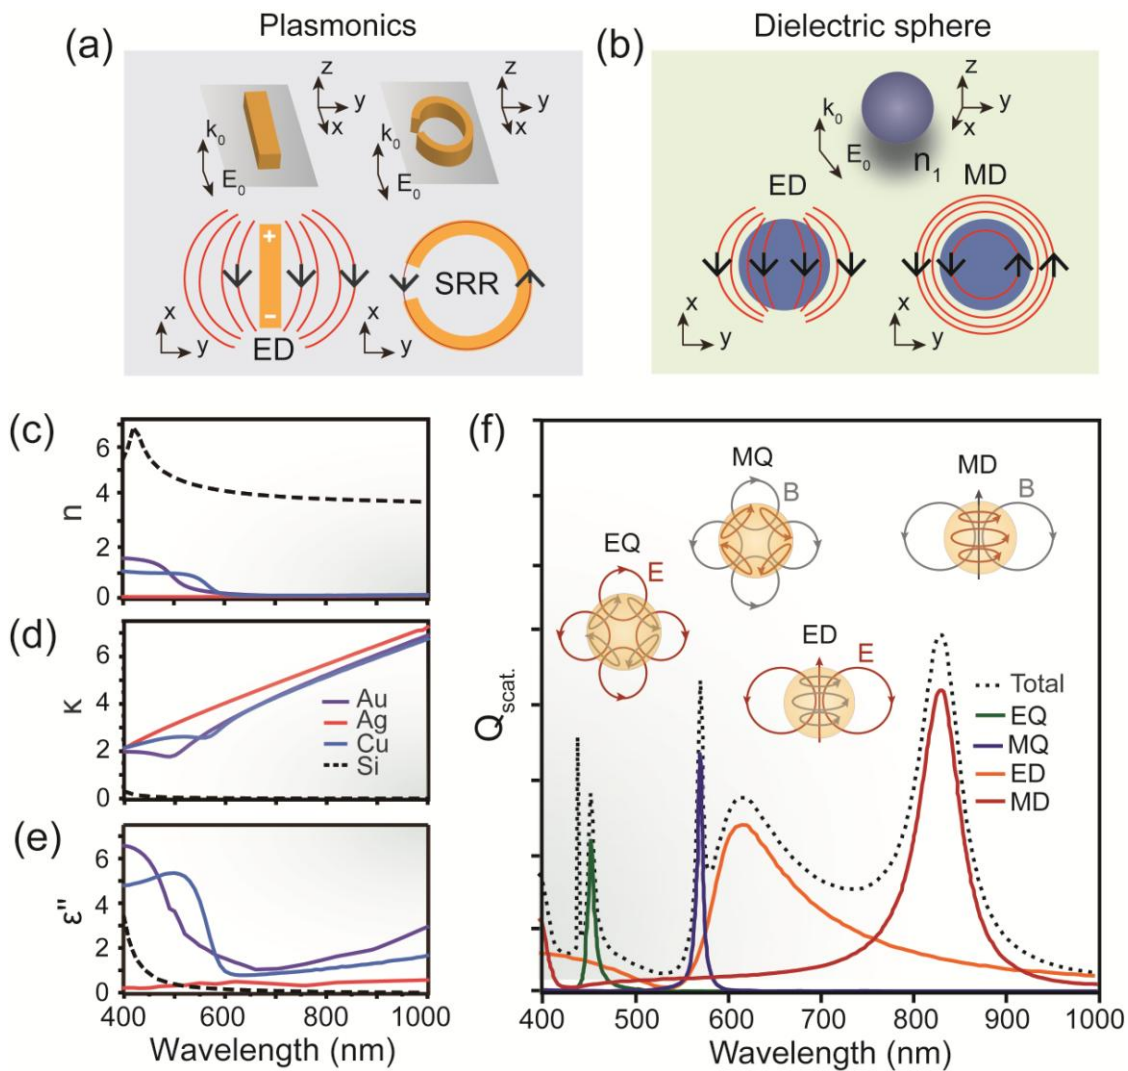 Plasmonics
Dielectric sphere
(a)
(b)
z
y
x
k0
E0
z
y
x
k0
E0
z
y
x
k0
E0
n1
ED
MD
+
−
x
y
ED
SRR
x
y
x
y
x
y
(c)
n
6
4
2
0
(d)
κ
6
4
2
0
Au
Ag
Cu
Si
(e)
ε"
6
4
2
0
400 600 800 1000
Wavelength (nm)
(f)
Qscat.
MQ
B
MD
B
EQ
E
ED
E
Total
EQ
MQ
ED
MD
400 500 600 700 800 900 1000
Wavelength (nm)